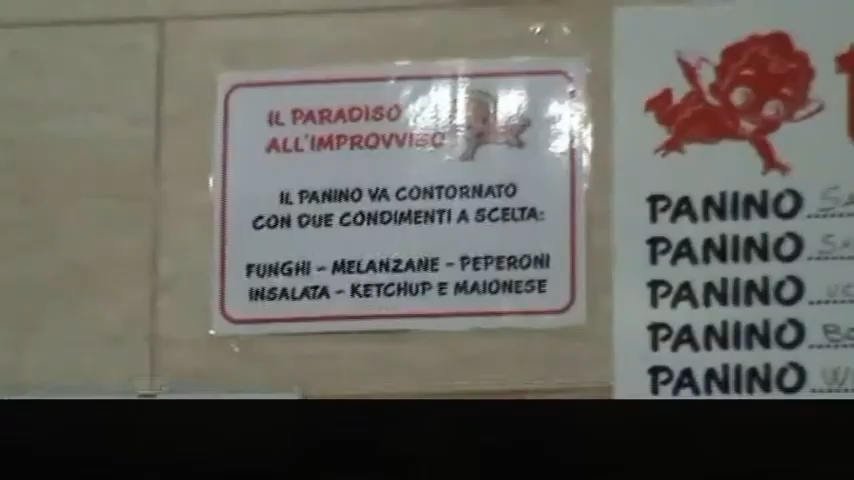 IL PARADISO
ALL'IMPROVVISO
IL PANINO VA CONTORNATO
CON DUE CONDIMENTI A SCELTA:
FUNGHI - MELANZANE - PEPERONI
INSALATA - KETCHUP E MAIONESE
PANINO
PANINO
PANINO
PANINO
PANINO